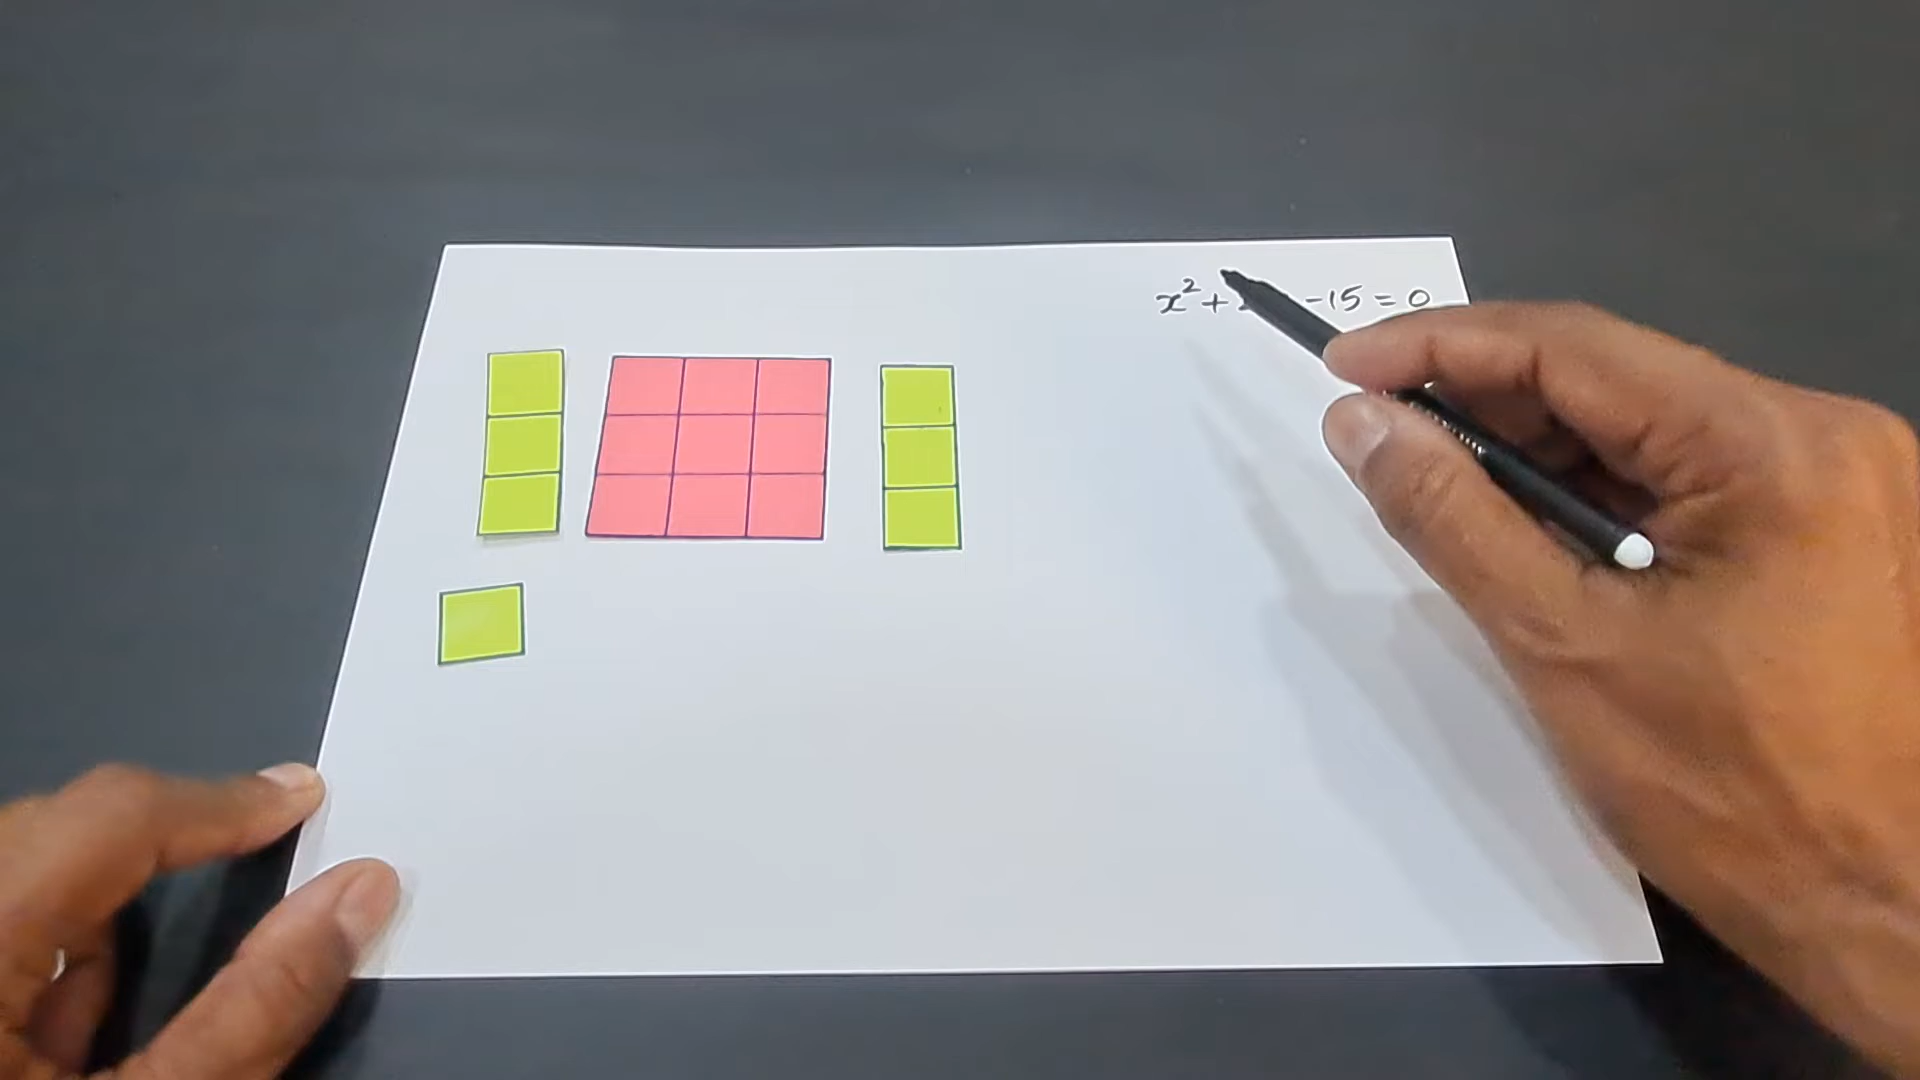 x² + -15 = 0